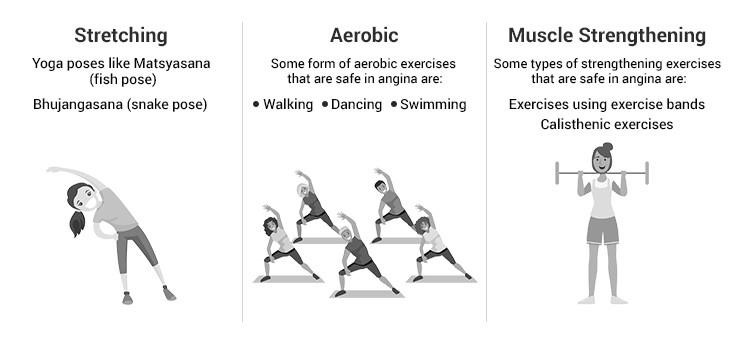 Stretching
Yoga poses like Matsyasana
(fish pose)
Bhujangasana (snake pose)
Aerobic
Some form of aerobic exercises
that are safe in angina are:
• Walking • Dancing • Swimming
Muscle Strengthening
Some types of strengthening exercises
that are safe in angina are:
Exercises using exercise bands
Calisthenic exercises